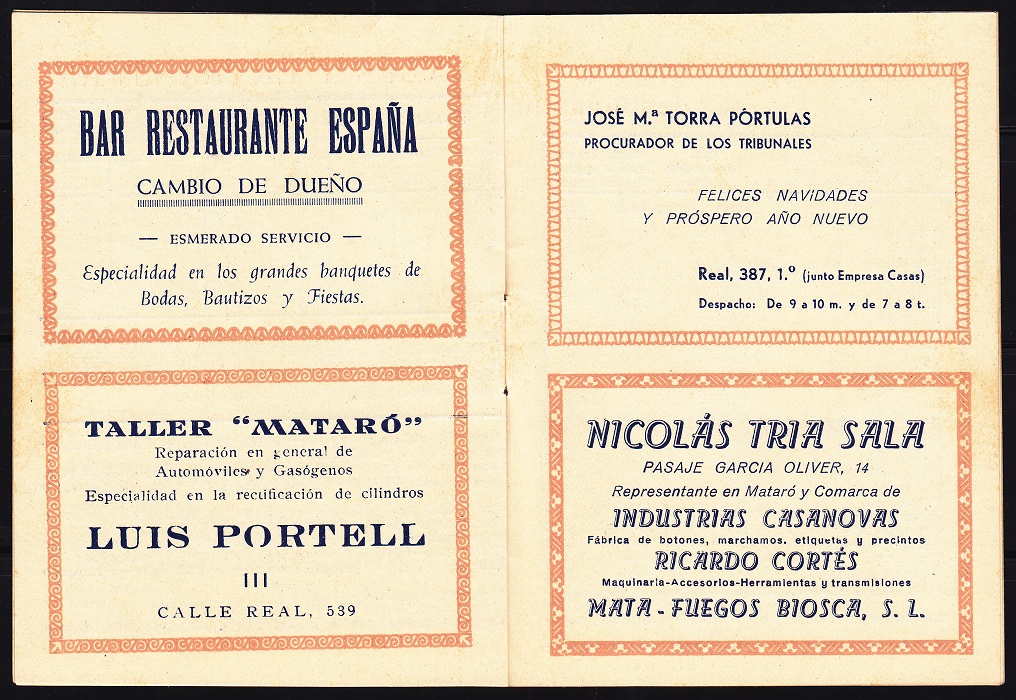 BAR RESTAURANTE ESPAÑA
CAMBIO DE DUEÑO
— ESMERADO SERVICIO —
Especialidad en los grandes banquetes de
Bodas, Bautizos y Fiestas.
TALLER “MATARÓ”
Reparación en general de
Automóviles y Gasógenos
Especialidad en la rectificación de cilindros
LUIS PORTELL
CALLE REAL, 539
JOSÉ M.ª TORRA PÓRTULAS
PROCURADOR DE LOS TRIBUNALES
FELICES NAVIDADES
Y PRÓSPERO AÑO NUEVO
Real, 387, 1.º (junto Empresa Casas)
Despacho: De 9 a 10 m. y de 7 a 8 t.
NICOLÁS TRIA SALA
PASAJE GARCIA OLIVER, 14
Representante en Mataró y Comarca de
INDUSTRIAS CASANOVAS
Fábrica de botones, marchamos, etiquetas y precintos
RICARDO CORTÉS
Maquinaria-Accesorios-Herramientas y transmisiones
MATA-FUEGOS BIOSCA, S. L.